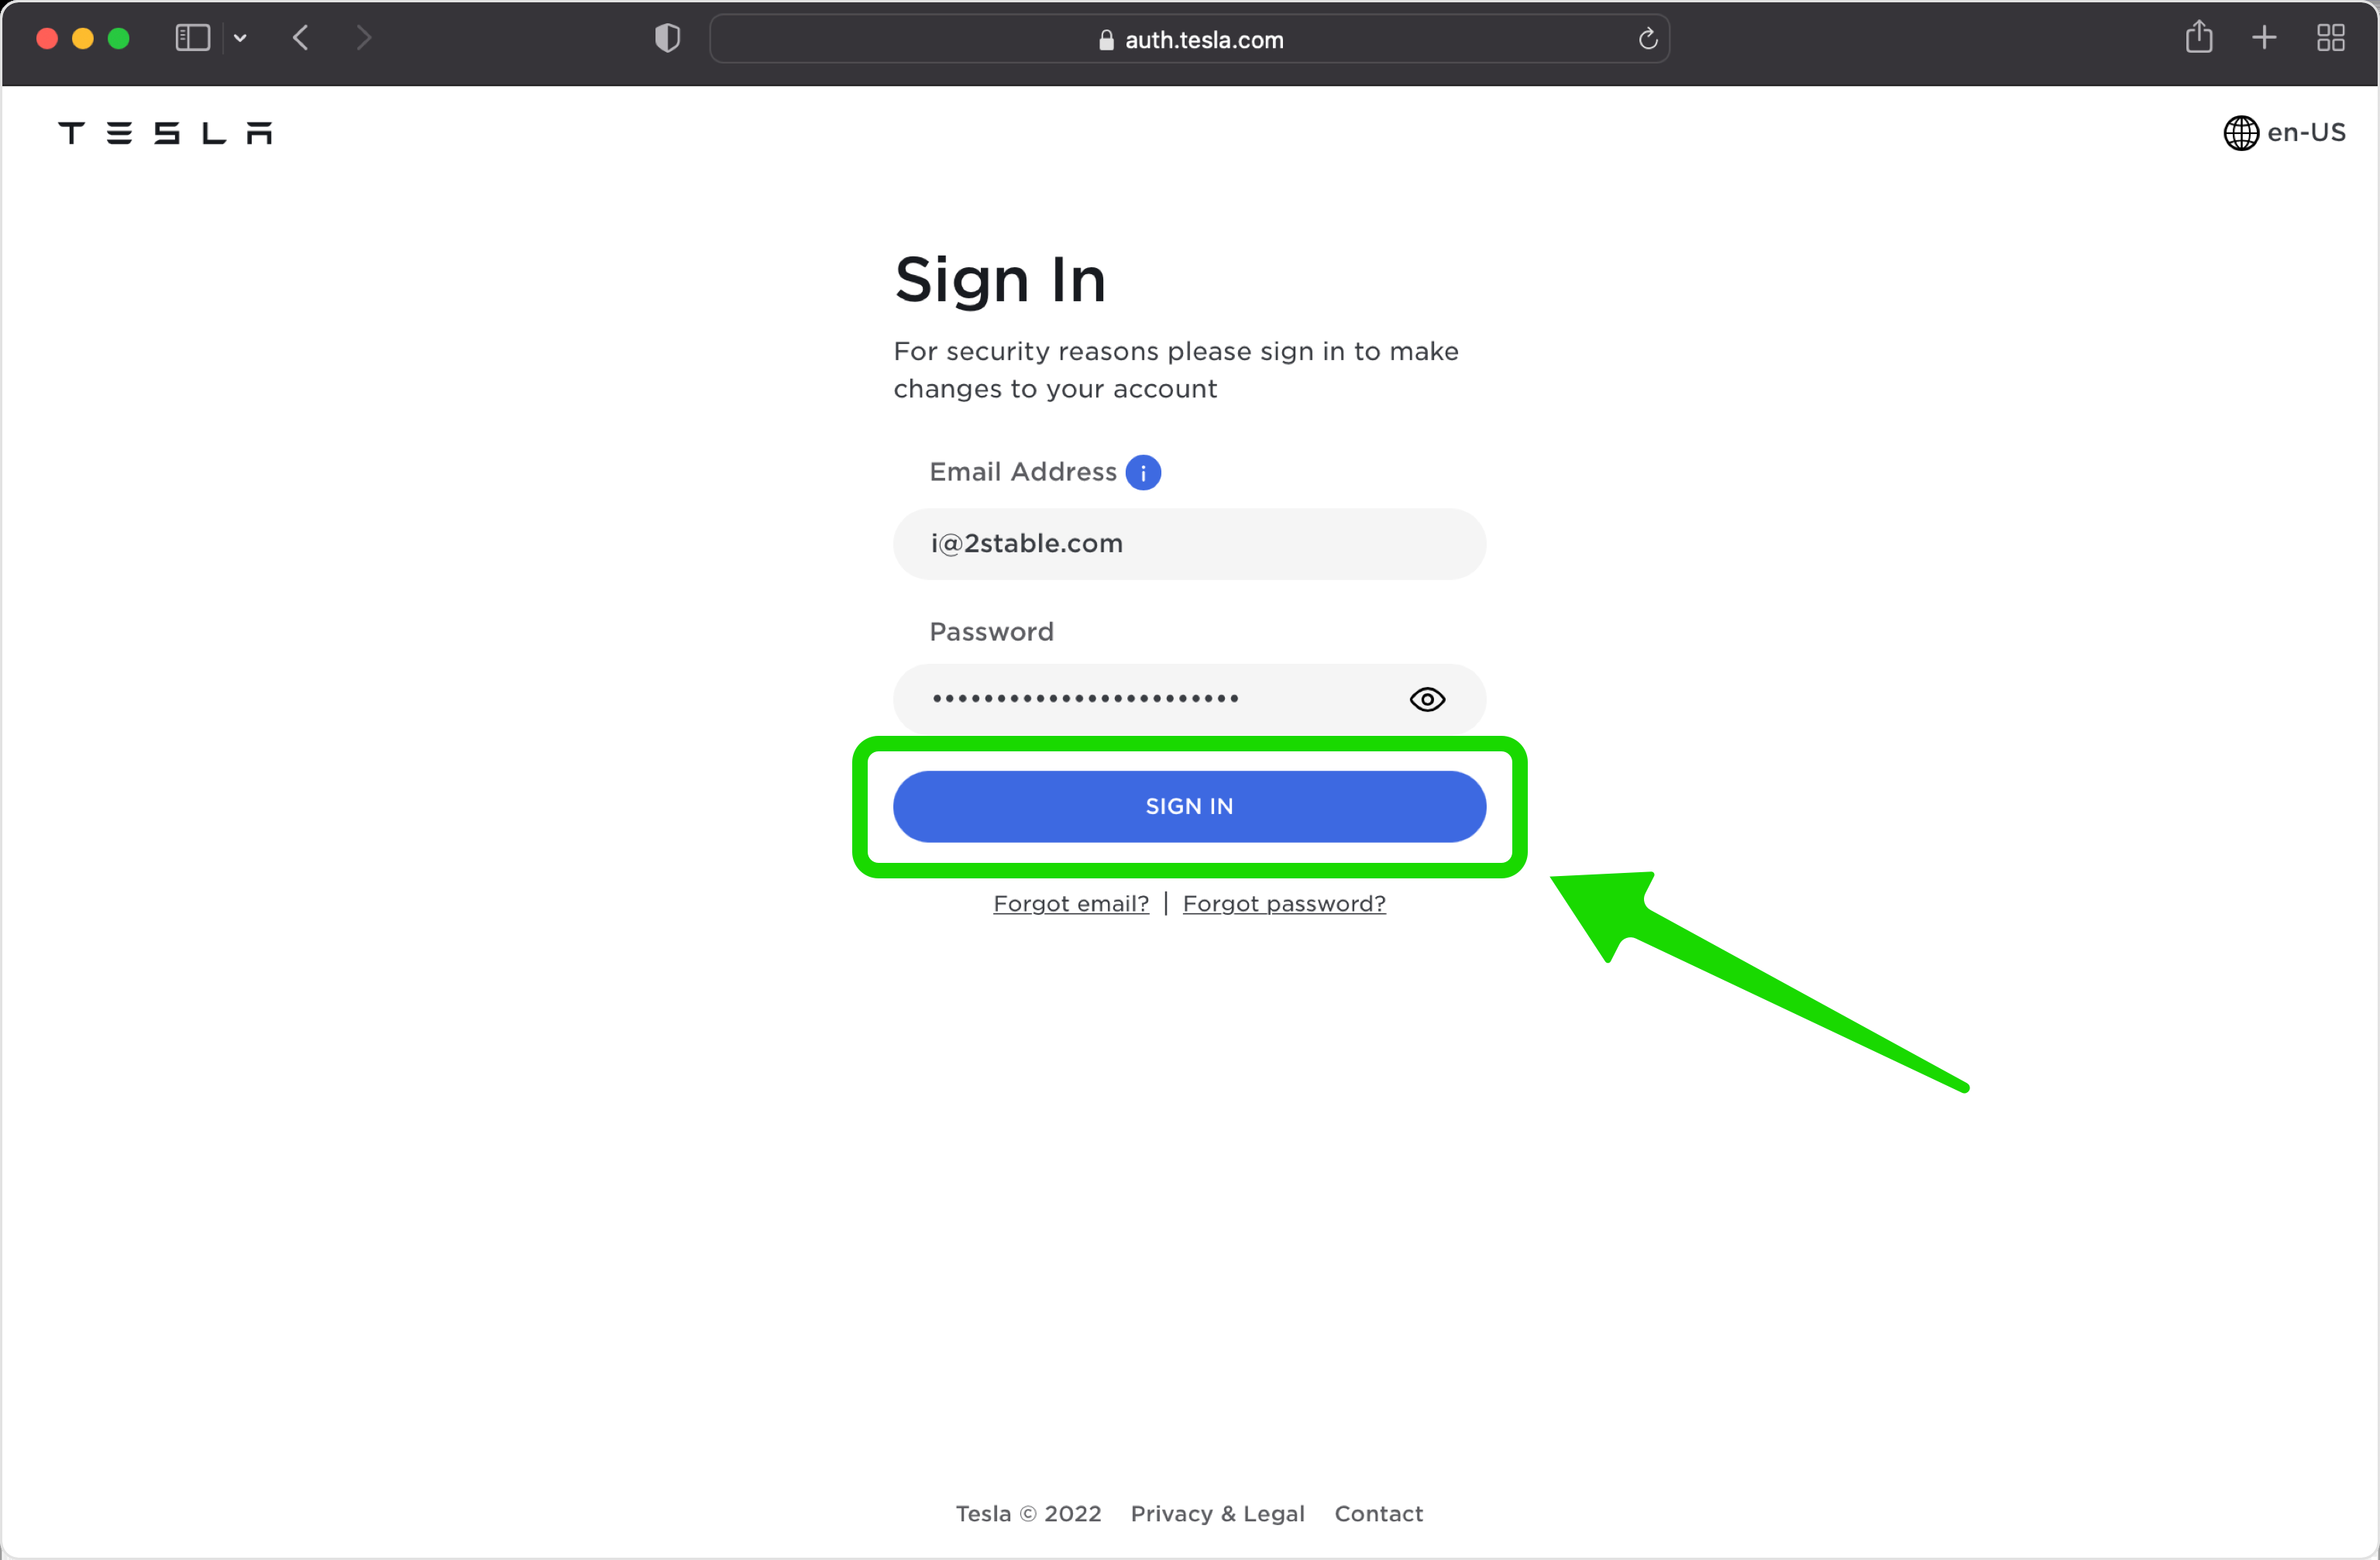 auth.tesla.com
TESLA
en-US
Sign In
For security reasons please sign in to make
changes to your account
Email Address
i@2stable.com
Password
••••••••••••••••••••••••
SIGN IN
Forgot email? | Forgot password?
Tesla © 2022 Privacy & Legal Contact